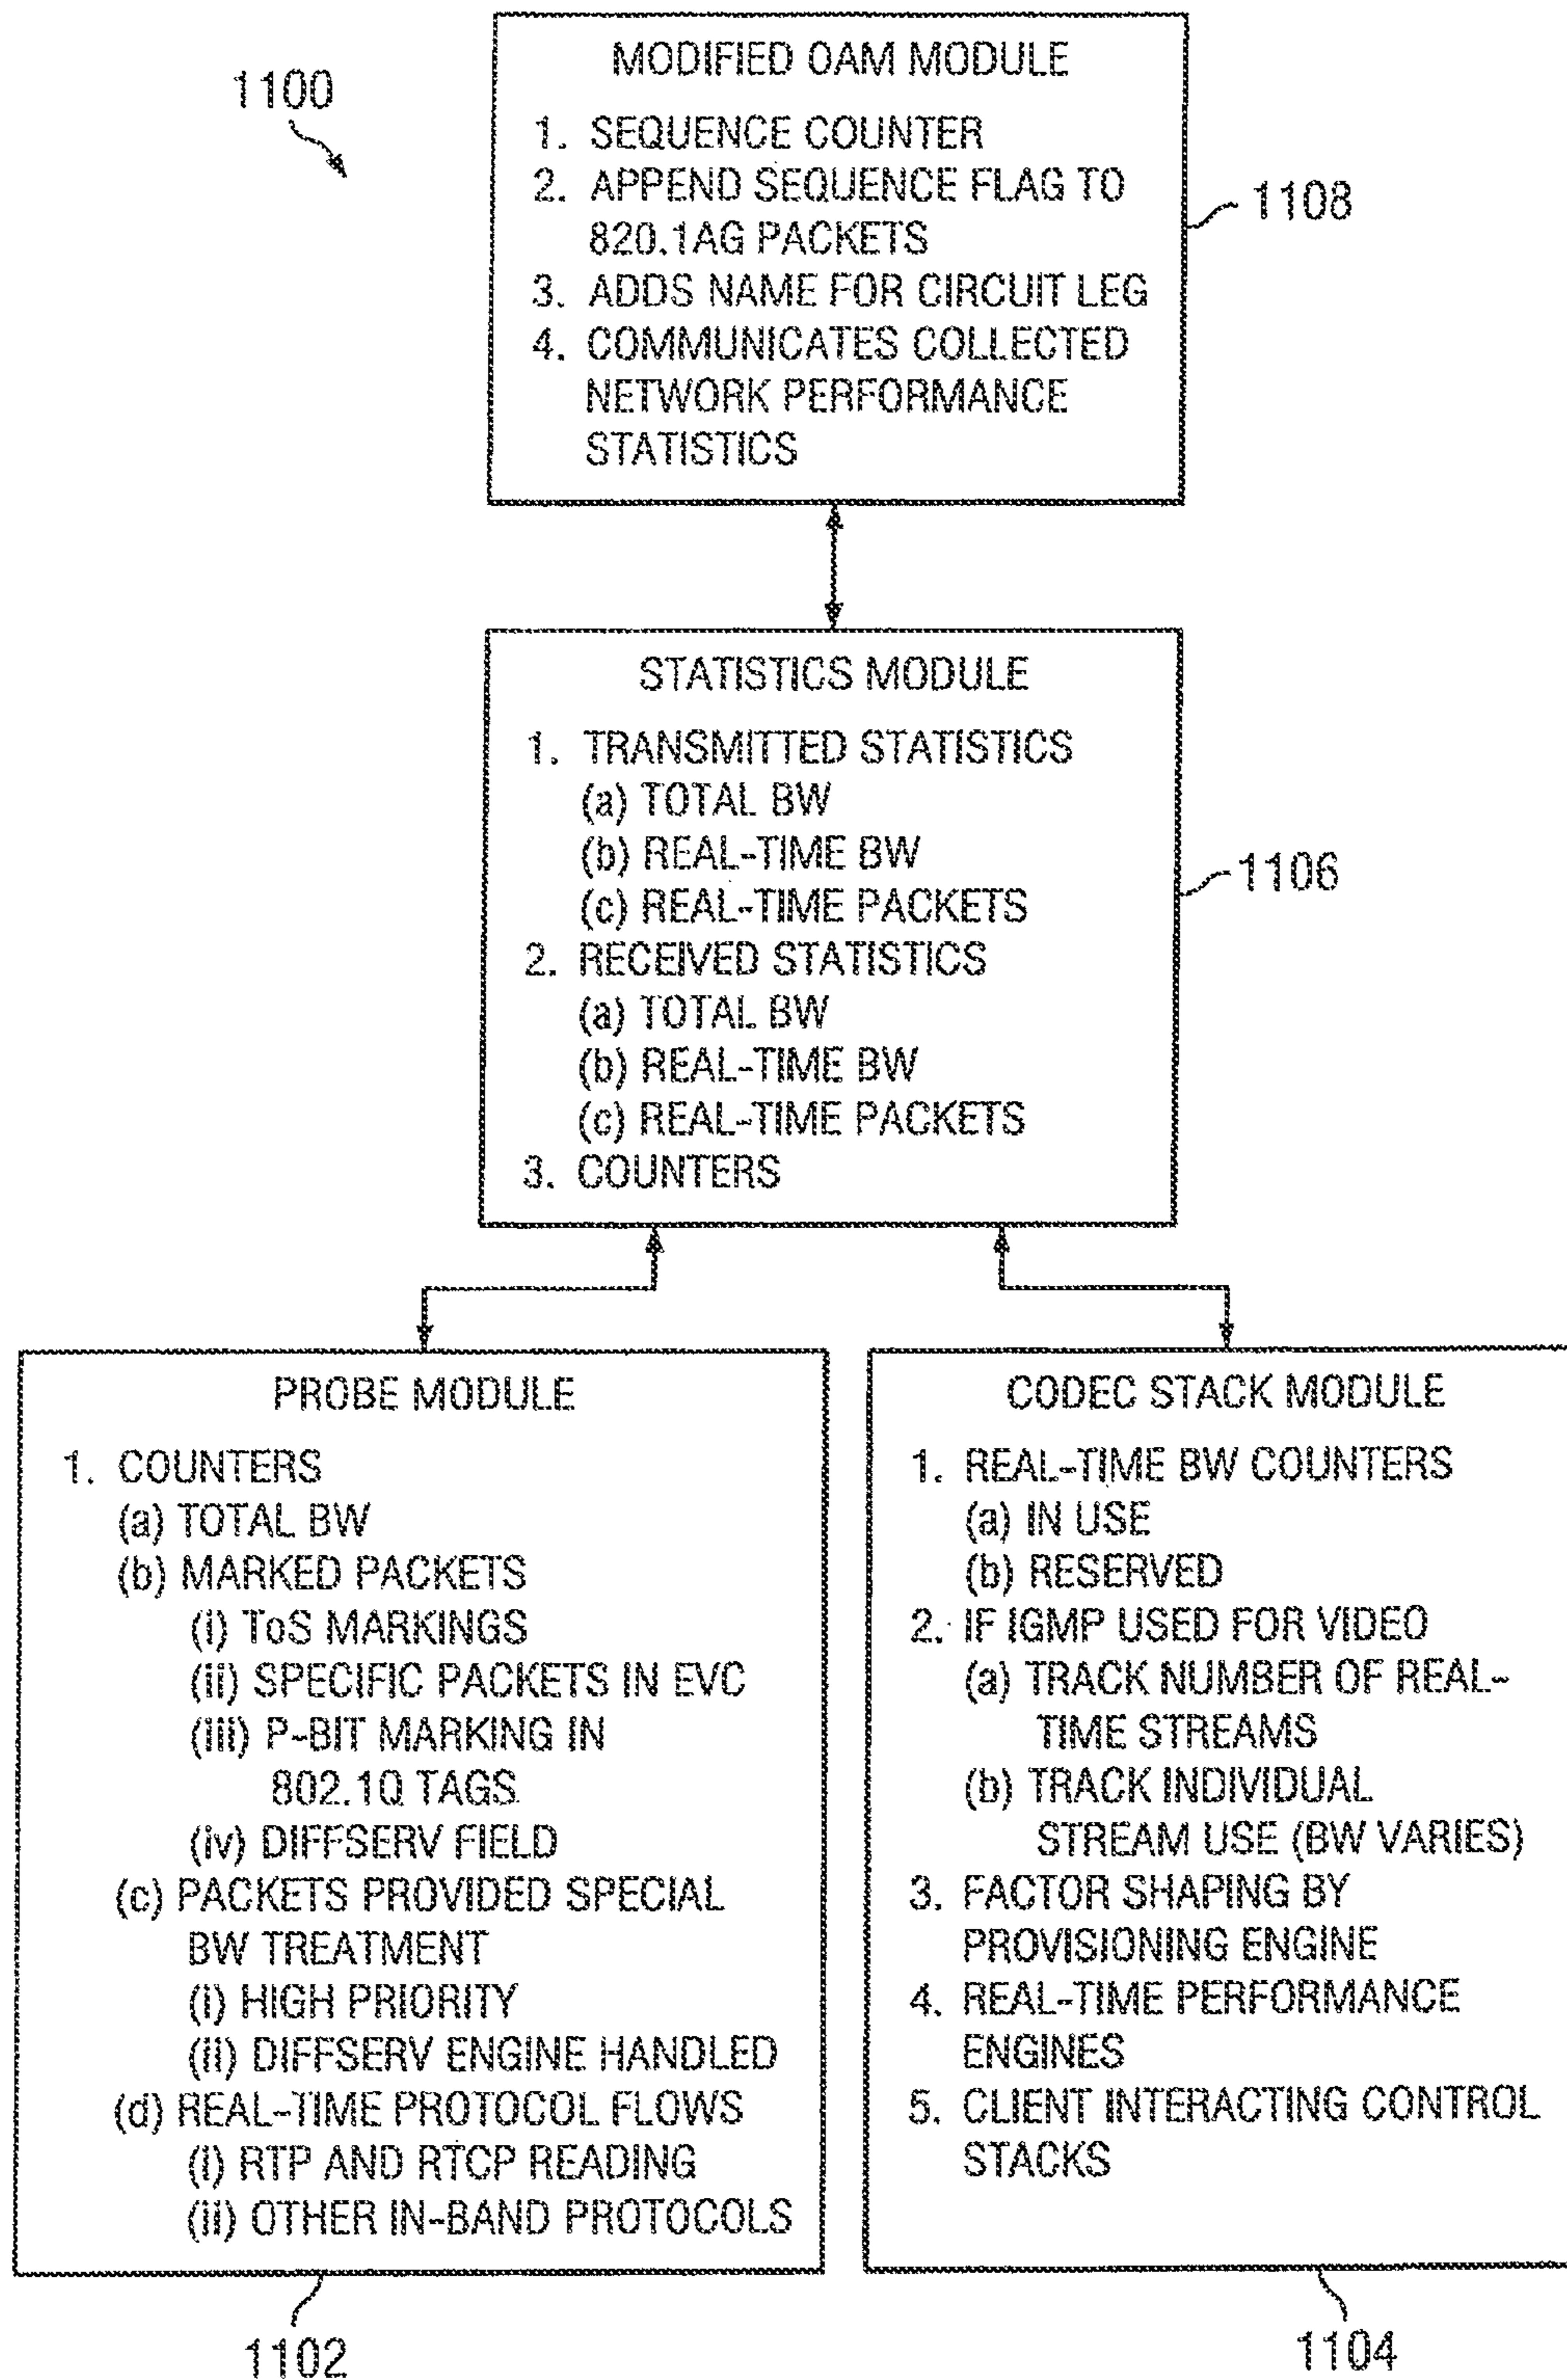 1100
MODIFIED OAM MODULE
1. SEQUENCE COUNTER
2. APPEND SEQUENCE FLAG TO
820.1AG PACKETS
3. ADDS NAME FOR CIRCUIT LEG
4. COMMUNICATES COLLECTED
NETWORK PERFORMANCE
STATISTICS
1108
STATISTICS MODULE
1. TRANSMITTED STATISTICS
(a) TOTAL BW
(b) REAL-TIME BW
(c) REAL-TIME PACKETS
2. RECEIVED STATISTICS
(a) TOTAL BW
(b) REAL-TIME BW
(c) REAL-TIME PACKETS
3. COUNTERS
1106
PROBE MODULE
1. COUNTERS
(a) TOTAL BW
(b) MARKED PACKETS
(i) ToS MARKINGS
(ii) SPECIFIC PACKETS IN EVC
(iii) P-BIT MARKING IN
802.1Q TAGS
(iv) DIFFSERV FIELD
(c) PACKETS PROVIDED SPECIAL
BW TREATMENT
(i) HIGH PRIORITY
(ii) DIFFSERV ENGINE HANDLED
(d) REAL-TIME PROTOCOL FLOWS
(i) RTP AND RTCP READING
(ii) OTHER IN-BAND PROTOCOLS
1102
CODEC STACK MODULE
1. REAL-TIME BW COUNTERS
(a) IN USE
(b) RESERVED
2. IF IGMP USED FOR VIDEO
(a) TRACK NUMBER OF REAL-
TIME STREAMS
(b) TRACK INDIVIDUAL
STREAM USE (BW VARIES)
3. FACTOR SHAPING BY
PROVISIONING ENGINE
4. REAL-TIME PERFORMANCE
ENGINES
5. CLIENT INTERACTING CONTROL
STACKS
1104